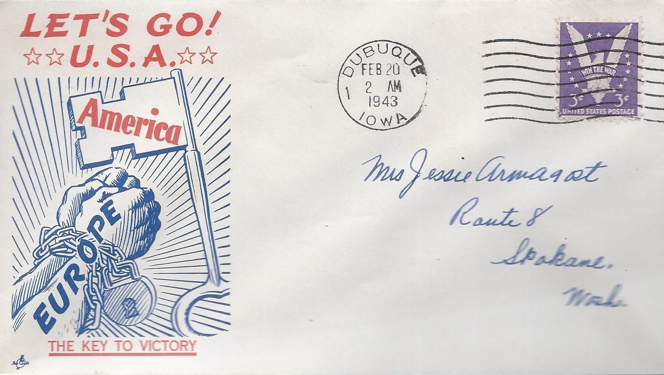 LET'S GO!
☆☆U.S.A.☆☆
America
EUROPE
THE KEY TO VICTORY
DUBUQUE
FEB 20
2 AM
1943
1
IOWA
WIN THE WAR
3¢ 3¢
UNITED STATES POSTAGE
Mrs Jessie Armagost
Route 8
Spokane.
Wash